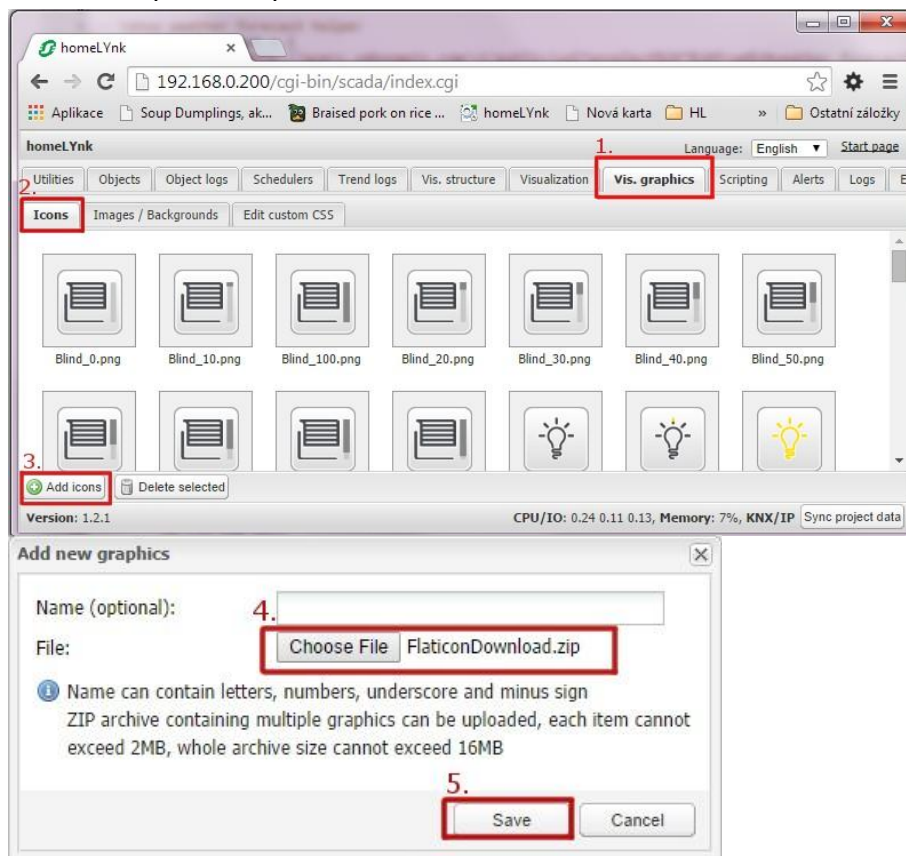 homeLYnk
192.168.0.200/cgi-bin/scada/index.cgi
Aplikace Soup Dumplings, ak... Braised pork on rice ... homeLYnk Nová karta HL » Ostatní záložky
homeLYnk 1. Language: English Start page
2. Utilities Objects Object logs Schedulers Trend logs Vis. structure Visualization Vis. graphics Scripting Alerts Logs E
Icons Images / Backgrounds Edit custom CSS
Blind_0.png Blind_10.png Blind_100.png Blind_20.png Blind_30.png Blind_40.png Blind_50.png
3.
Add icons Delete selected
Version: 1.2.1 CPU/IO: 0.24 0.11 0.13, Memory: 7%, KNX/IP Sync project data
Add new graphics
Name (optional): 4.
File: Choose File FlaticonDownload.zip
Name can contain letters, numbers, underscore and minus sign
ZIP archive containing multiple graphics can be uploaded, each item cannot
exceed 2MB, whole archive size cannot exceed 16MB
5.
Save Cancel